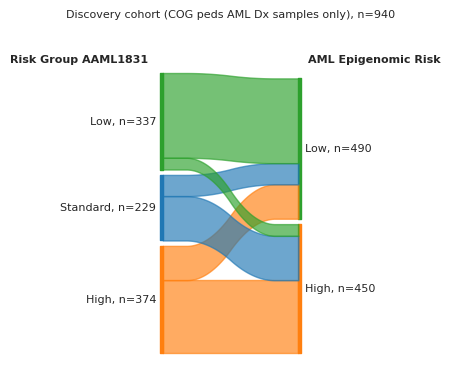 Discovery cohort (COG peds AML Dx samples only), n=940
Risk Group AAML1831
AML Epigenomic Risk
Low, n=337
Low, n=490
Standard, n=229
High, n=450
High, n=374